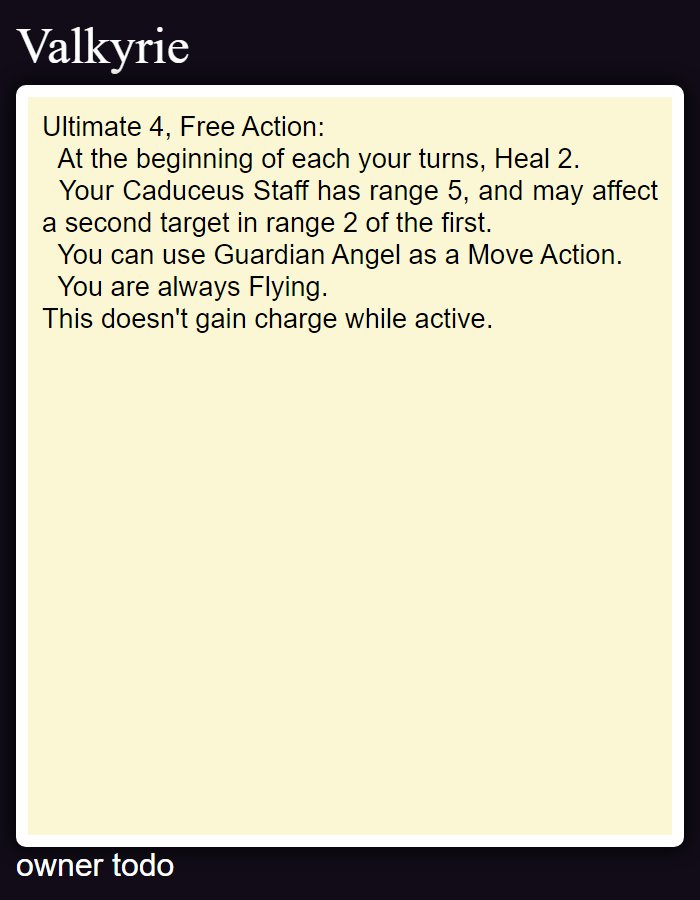 Valkyrie
Ultimate 4, Free Action:
At the beginning of each your turns, Heal 2.
Your Caduceus Staff has range 5, and may affect
a second target in range 2 of the first.
You can use Guardian Angel as a Move Action.
You are always Flying.
This doesn't gain charge while active.
owner todo